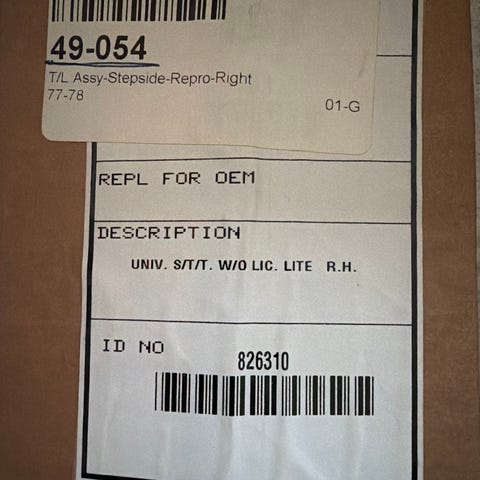 49-054
T/L Assy-Stepside-Repro-Right
77-78
01-G
REPL FOR OEM
DESCRIPTION
UNIV. S/T/T. W/O LIC. LITE R.H.
ID NO
826310